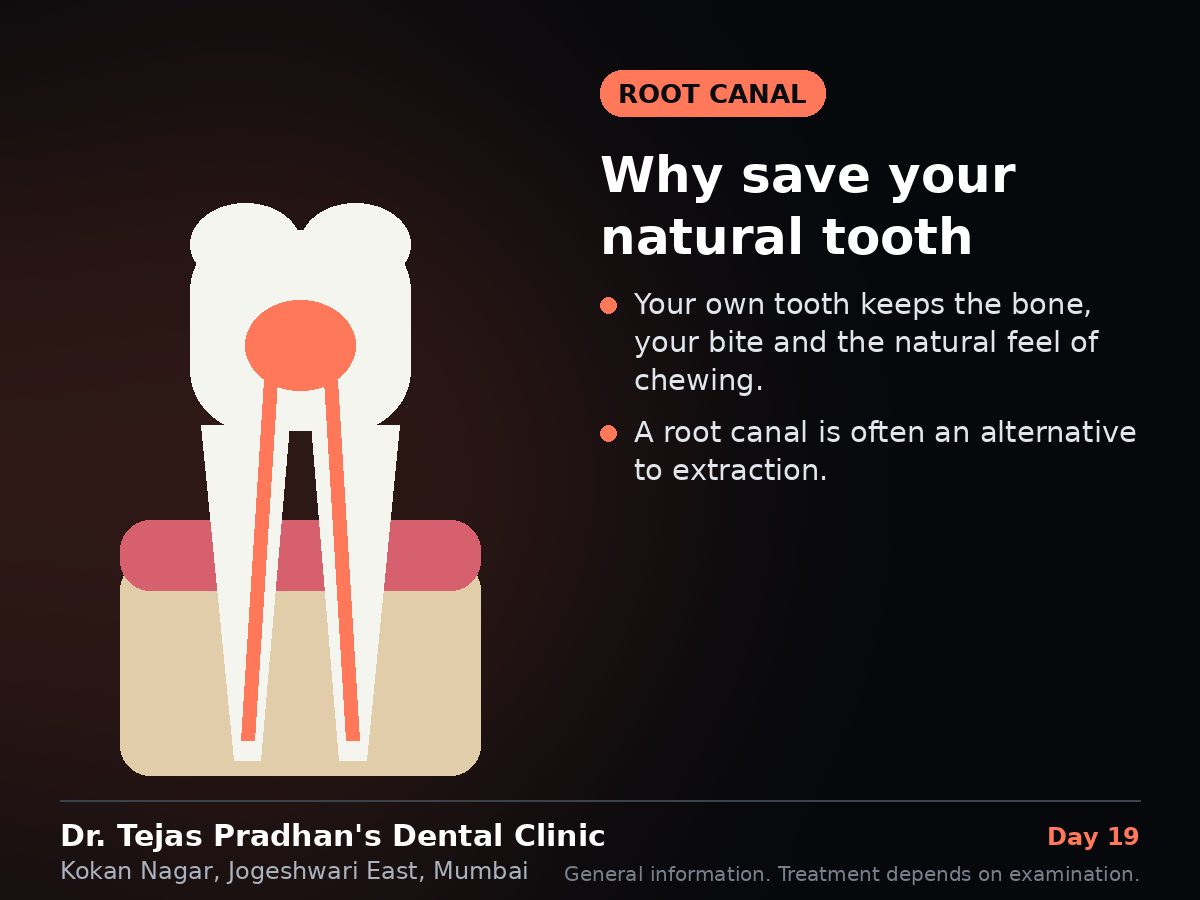 ROOT CANAL
Why save your
natural tooth
Your own tooth keeps the bone,
your bite and the natural feel of
chewing.
A root canal is often an alternative
to extraction.
Dr. Tejas Pradhan's Dental Clinic
Day 19
Kokan Nagar, Jogeshwari East, Mumbai
General information. Treatment depends on examination.